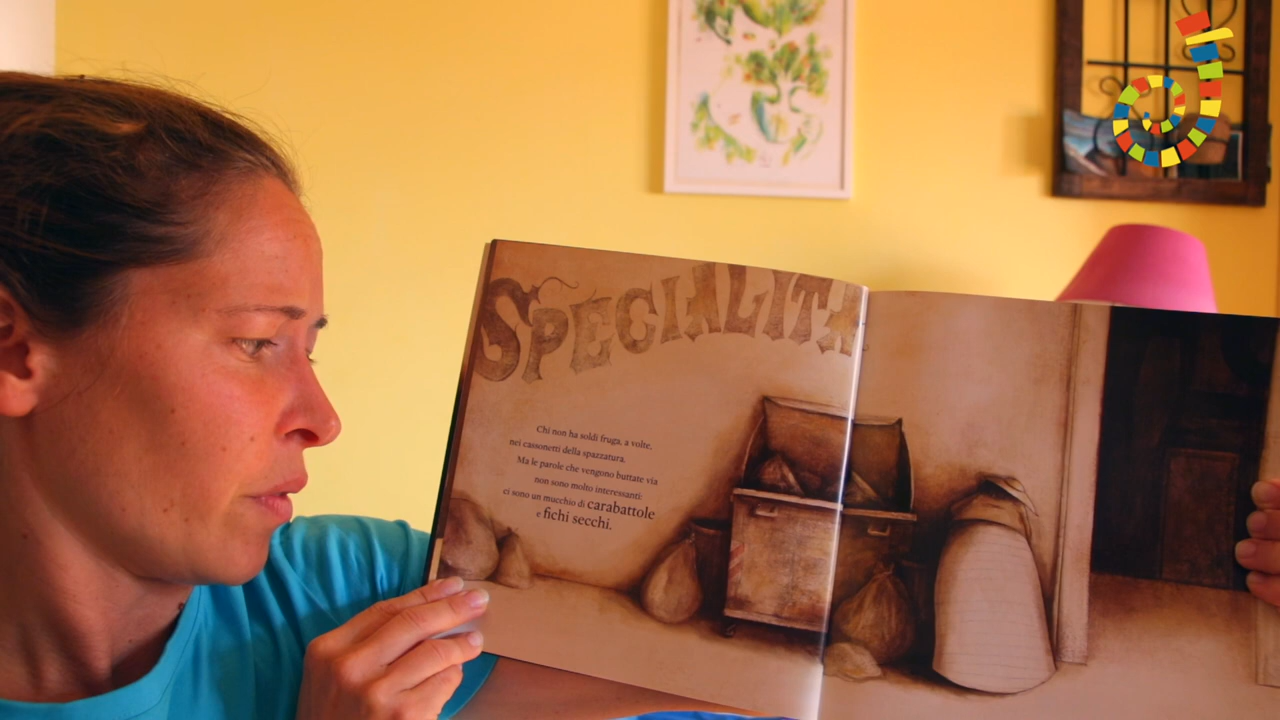 SPECIALITÀ
Chi non ha soldi fruga, a volte,
nei cassonetti della spazzatura.
Ma le parole che vengono buttate via
non sono molto interessanti:
ci sono un mucchio di carabattole
e fichi secchi.